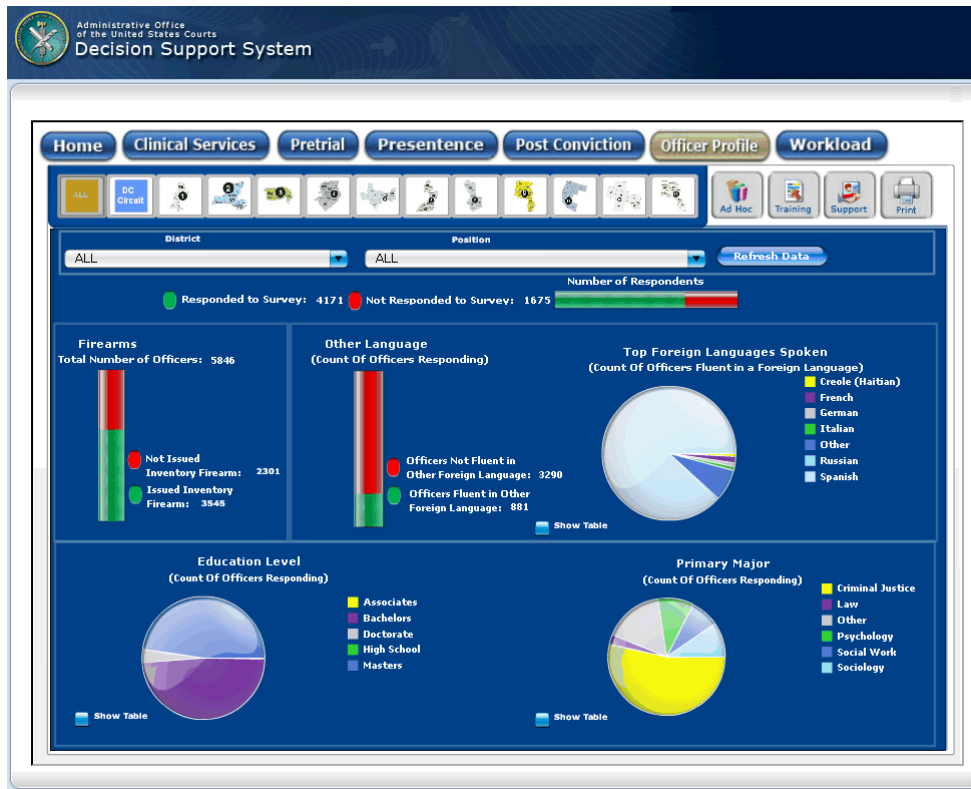 Administrative Office
of the United States Courts
Decision Support System
Home
Clinical Services
Pretrial
Presentence
Post Conviction
Officer Profile
Workload
ALL
DC
Circuit
Ad Hoc
Training
Support
Print
District
Position
ALL
ALL
Refresh Data
Number of Respondents
Responded to Survey: 4171
Not Responded to Survey: 1675
Firearms
Total Number of Officers: 5846
Not Issued
Inventory Firearm: 2301
Issued Inventory
Firearm: 3545
Other Language
(Count Of Officers Responding)
Officers Not Fluent in
Other Foreign Language: 3290
Officers Fluent in Other
Foreign Language: 881
Top Foreign Languages Spoken
(Count Of Officers Fluent in a Foreign Language)
Creole (Haitian)
French
German
Italian
Other
Russian
Spanish
Show Table
Education Level
(Count Of Officers Responding)
Associates
Bachelors
Doctorate
High School
Masters
Show Table
Primary Major
(Count Of Officers Responding)
Criminal Justice
Law
Other
Psychology
Social Work
Sociology
Show Table